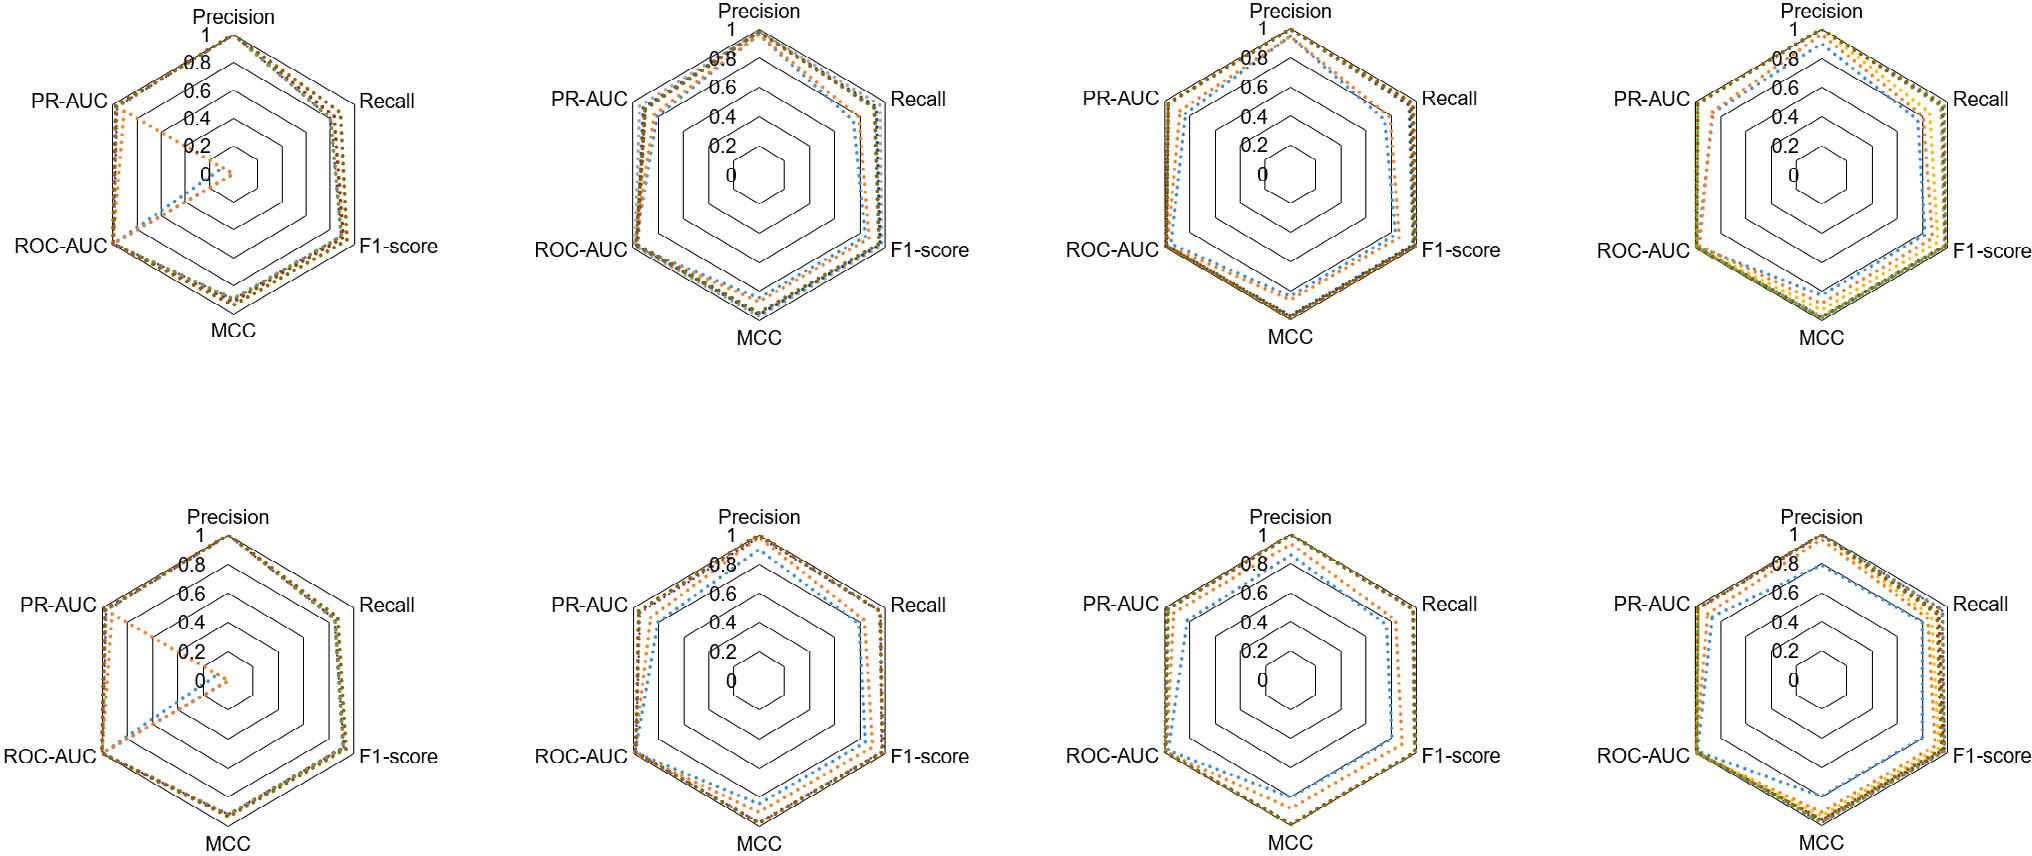 Precision
1
0.8
0.6
0.4
0.2
0
PR-AUC
Recall
ROC-AUC
F1-score
MCC
Precision
1
0.8
0.6
0.4
0.2
0
PR-AUC
Recall
ROC-AUC
F1-score
MCC
Precision
1
0.8
0.6
0.4
0.2
0
PR-AUC
Recall
ROC-AUC
F1-score
MCC
Precision
1
0.8
0.6
0.4
0.2
0
PR-AUC
Recall
ROC-AUC
F1-score
MCC
Precision
1
0.8
0.6
0.4
0.2
0
PR-AUC
Recall
ROC-AUC
F1-score
MCC
Precision
1
0.8
0.6
0.4
0.2
0
PR-AUC
Recall
ROC-AUC
F1-score
MCC
Precision
1
0.8
0.6
0.4
0.2
0
PR-AUC
Recall
ROC-AUC
F1-score
MCC
Precision
1
0.8
0.6
0.4
0.2
0
PR-AUC
Recall
ROC-AUC
F1-score
MCC